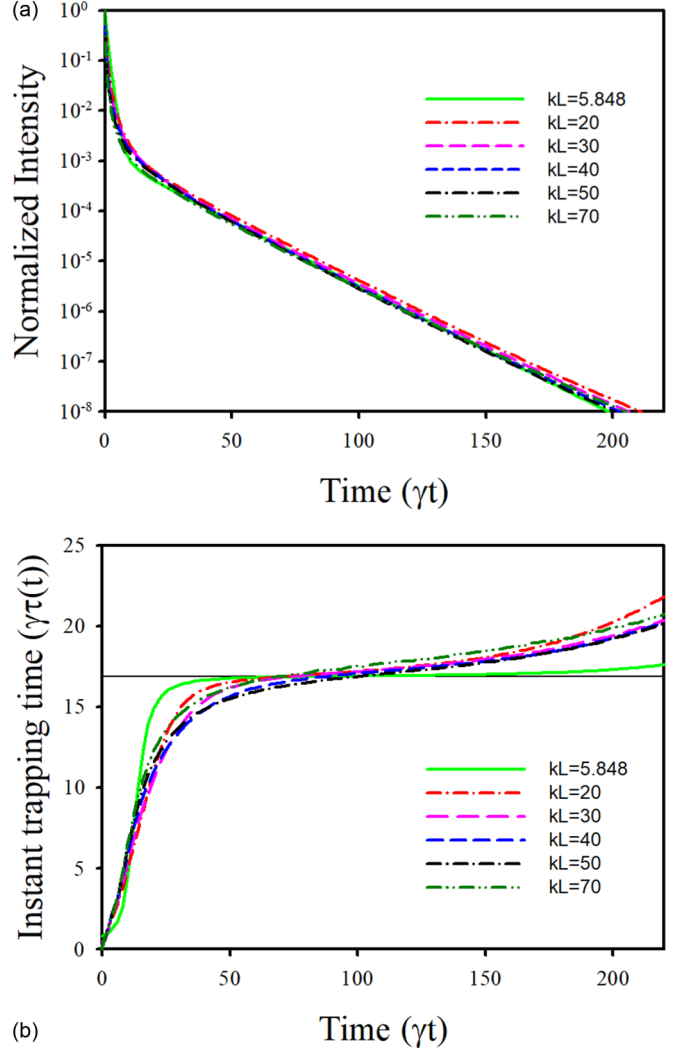 (a)
Normalized Intensity
10⁰
10⁻¹
10⁻²
10⁻³
10⁻⁴
10⁻⁵
10⁻⁶
10⁻⁷
10⁻⁸
kL=5.848
kL=20
kL=30
kL=40
kL=50
kL=70
0 50 100 150 200
Time (γt)
Instant trapping time (γτ(t))
25
20
15
10
5
0
kL=5.848
kL=20
kL=30
kL=40
kL=50
kL=70
0 50 100 150 200
(b) Time (γt)